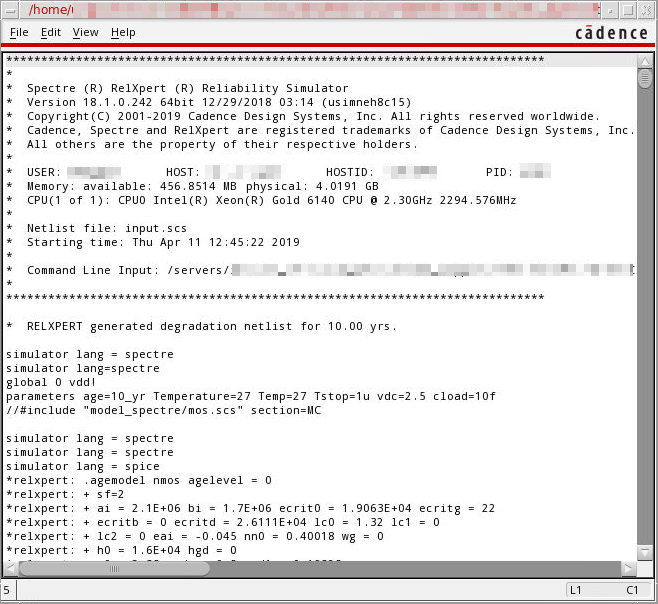 /home/
File Edit View Help
cādence
*****************************************************************************
*
*  Spectre (R) RelXpert (R) Reliability Simulator
*  Version 18.1.0.242 64bit 12/29/2018 03:14 (usimneh8c15)
*  Copyright(C) 2001-2019 Cadence Design Systems, Inc. All rights reserved worldwide.
*  Cadence, Spectre and RelXpert are registered trademarks of Cadence Design Systems, Inc.
*  All others are the property of their respective holders.
*
*  USER: HOST: HOSTID: PID:
*  Memory: available: 456.8514 MB physical: 4.0191 GB
*  CPU(1 of 1): CPU0 Intel(R) Xeon(R) Gold 6140 CPU @ 2.30GHz 2294.576MHz
*
*  Netlist file: input.scs
*  Starting time: Thu Apr 11 12:45:22 2019
*
*  Command Line Input: /servers/
*
*****************************************************************************
*  RELXPERT generated degradation netlist for 10.00 yrs.
simulator lang = spectre
simulator lang=spectre
global 0 vdd!
parameters age=10_yr Temperature=27 Temp=27 Tstop=1u vdc=2.5 cload=10f
//#include "model_spectre/mos.scs" section=MC
simulator lang = spectre
simulator lang = spectre
simulator lang = spice
*relxpert: .agemodel nmos agelevel = 0
*relxpert: + sf=2
*relxpert: + ai = 2.1E+06 bi = 1.7E+06 ecrit0 = 1.9063E+04 ecritg = 22
*relxpert: + ecritb = 0 ecritd = 2.6111E+04 lc0 = 1.32 lc1 = 0
*relxpert: + lc2 = 0 eai = -0.045 nn0 = 0.40018 wg = 0
*relxpert: + h0 = 1.6E+04 hgd = 0
5 L1 C1